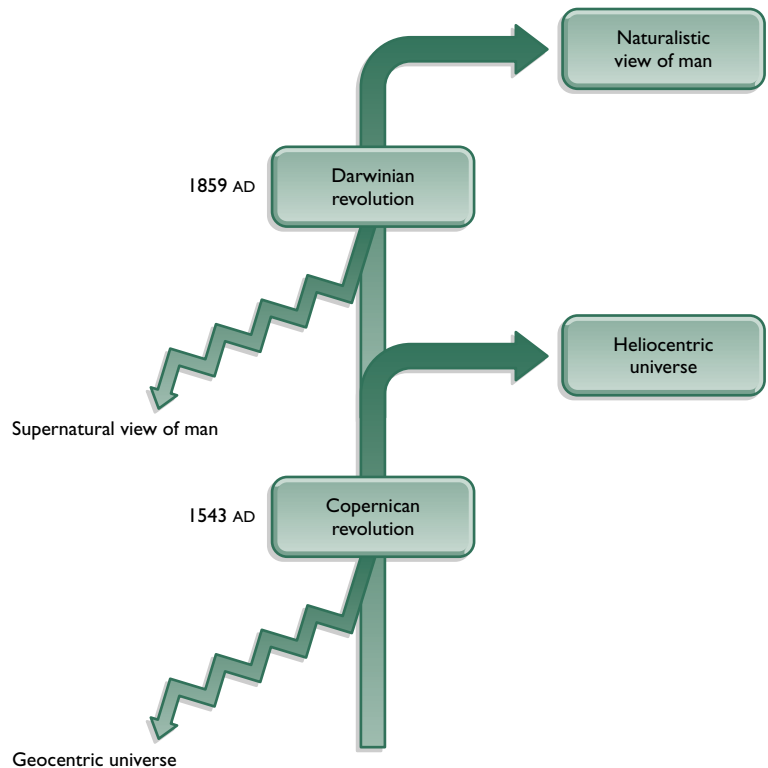 Naturalistic
view of man
Darwinian
revolution
1859 AD
Heliocentric
universe
Supernatural view of man
Copernican
revolution
1543 AD
Geocentric universe